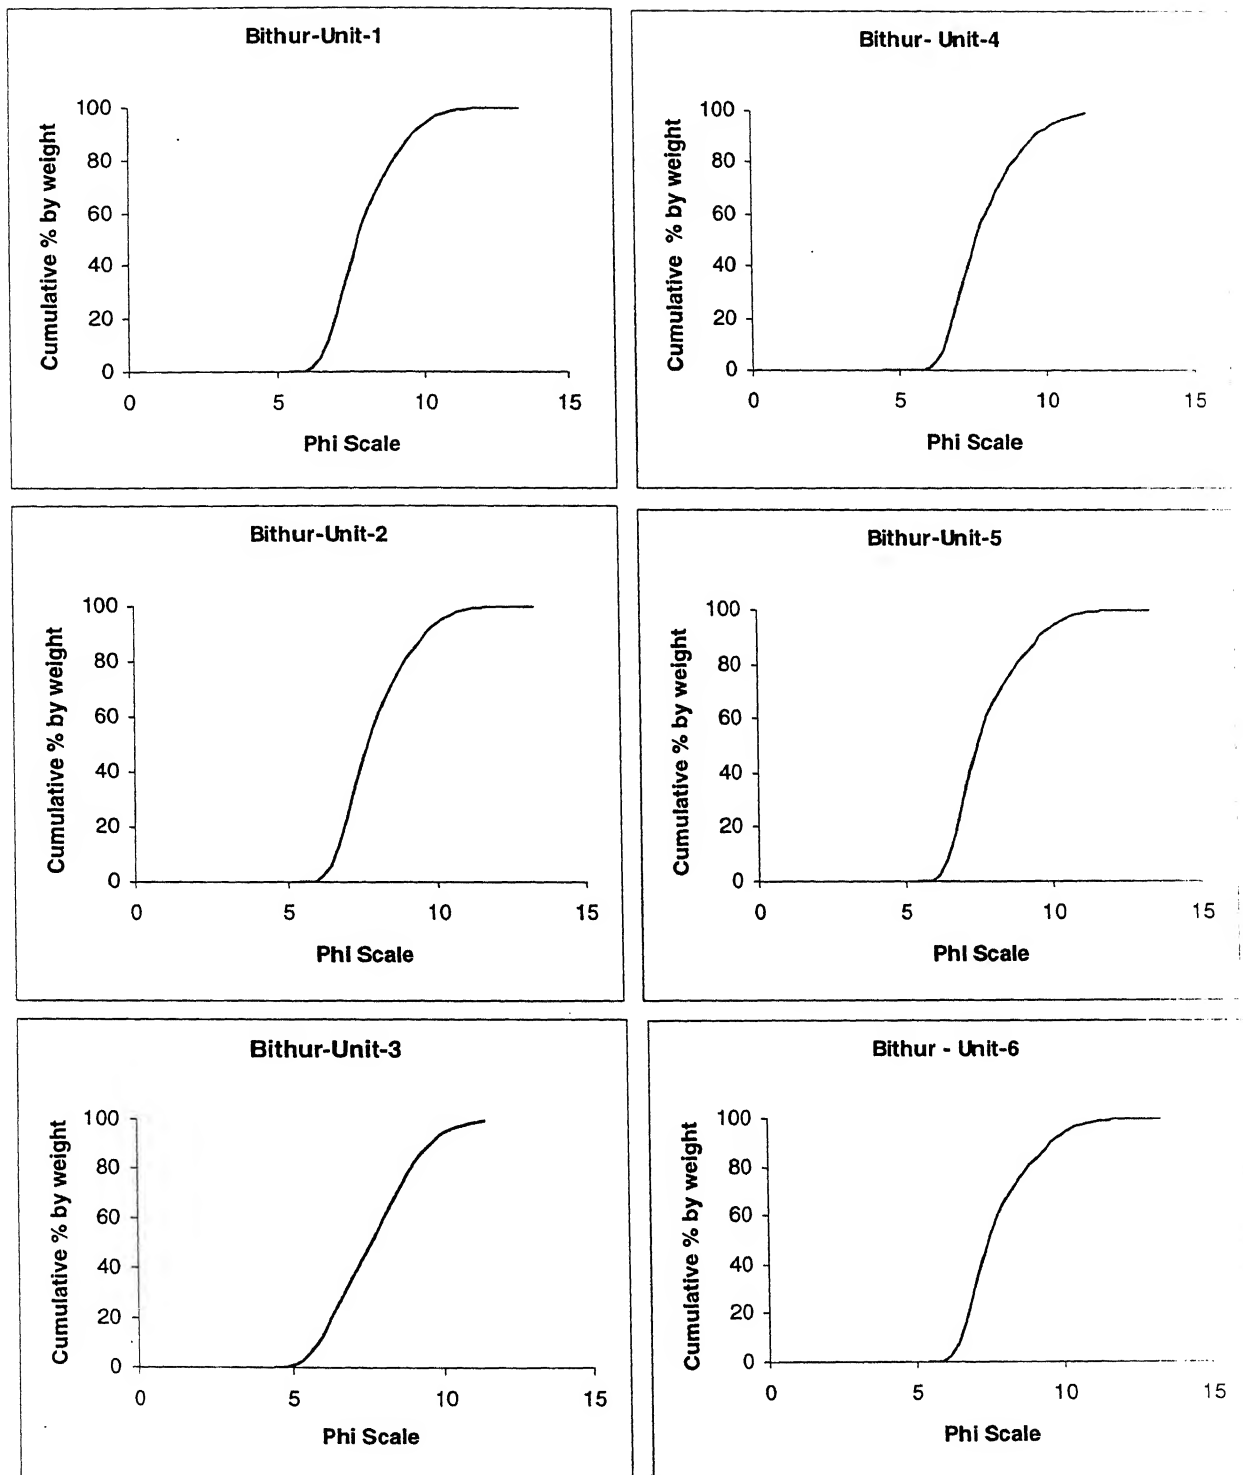 Bithur-Unit-1
Cumulative % by weight
100
80
60
40
20
0
0 5 10 15
Phi Scale
Bithur- Unit-4
Cumulative % by weight
100
80
60
40
20
0
0 5 10 15
Phi Scale
Bithur-Unit-2
Cumulative % by weight
100
80
60
40
20
0
0 5 10 15
Phi Scale
Bithur-Unit-5
Cumulative % by weight
100
80
60
40
20
0
0 5 10 15
Phi Scale
Bithur-Unit-3
Cumulative % by weight
100
80
60
40
20
0
0 5 10 15
Phi Scale
Bithur - Unit-6
Cumulative % by weight
100
80
60
40
20
0
0 5 10 15
Phi Scale